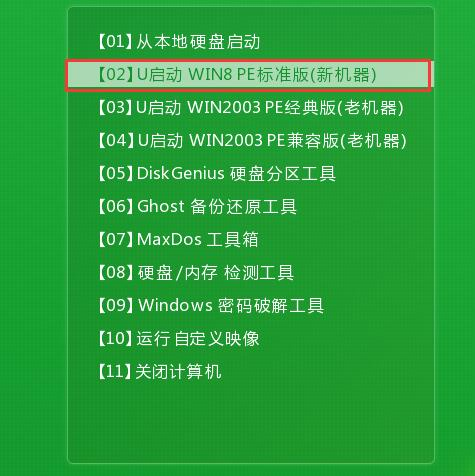 【01】从本地硬盘启动
【02】U启动 WIN8 PE标准版(新机器)
【03】U启动 WIN2003 PE经典版(老机器)
【04】U启动 WIN2003 PE兼容版(老机器)
【05】DiskGenius 硬盘分区工具
【06】Ghost 备份还原工具
【07】MaxDos 工具箱
【08】硬盘/内存 检测工具
【09】Windows 密码破解工具
【10】运行自定义映像
【11】关闭计算机